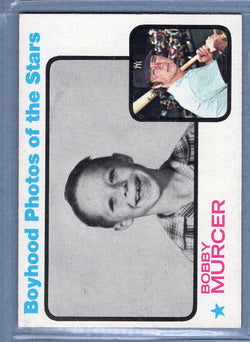 Boyhood Photos of the Stars
BOBBY
MURCER